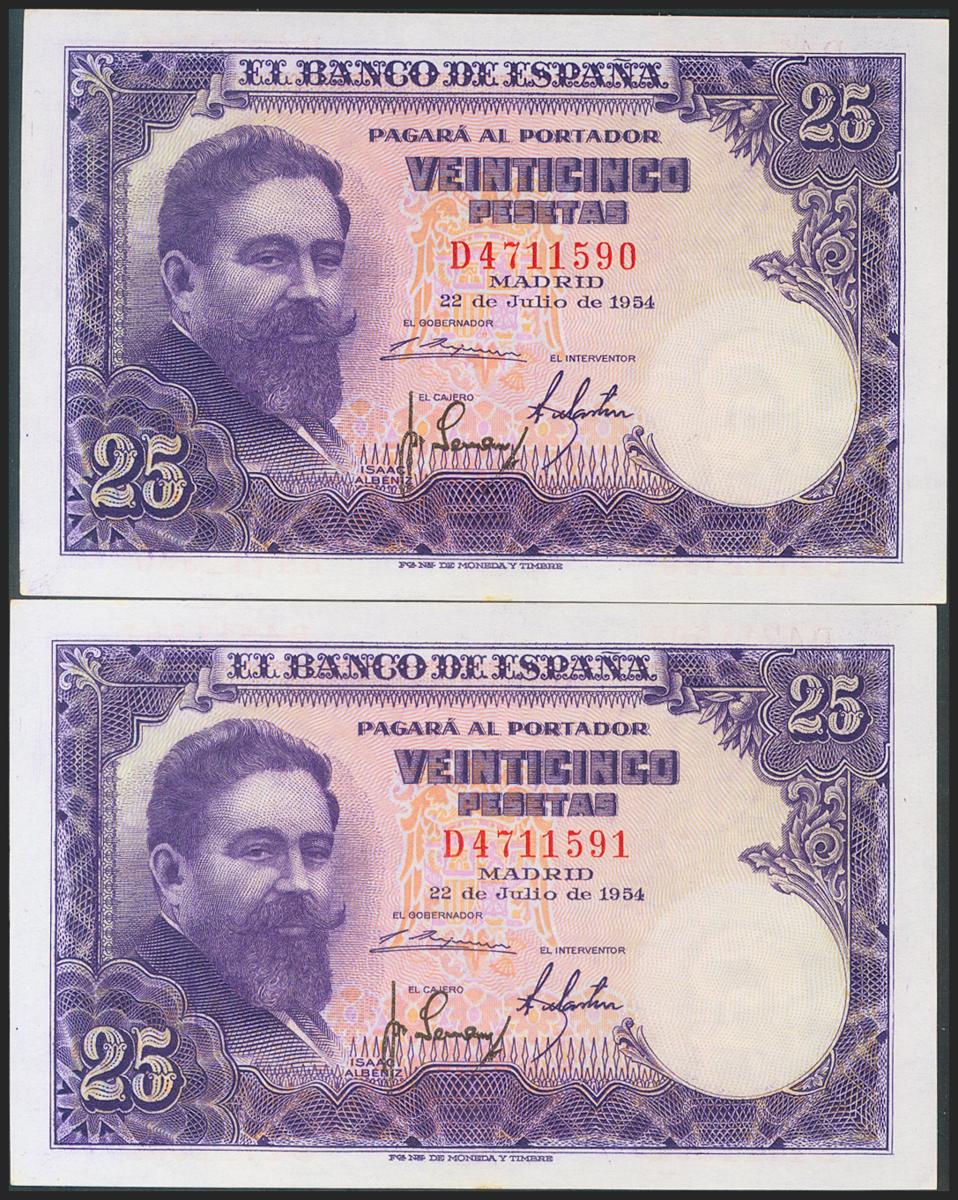 EL BANCO DE ESPAÑA
25
PAGARÁ AL PORTADOR
VEINTICINCO
PESETAS
D4711590
MADRID
22 de Julio de 1954
EL GOBERNADOR
EL INTERVENTOR
EL CAJERO
25
ISAAC
ALBENIZ
FCA. NAL. DE MONEDA Y TIMBRE
EL BANCO DE ESPAÑA
25
PAGARÁ AL PORTADOR
VEINTICINCO
PESETAS
D4711591
MADRID
22 de Julio de 1954
EL GOBERNADOR
EL INTERVENTOR
EL CAJERO
25
ISAAC
ALBENIZ
FCA. NAL. DE MONEDA Y TIMBRE